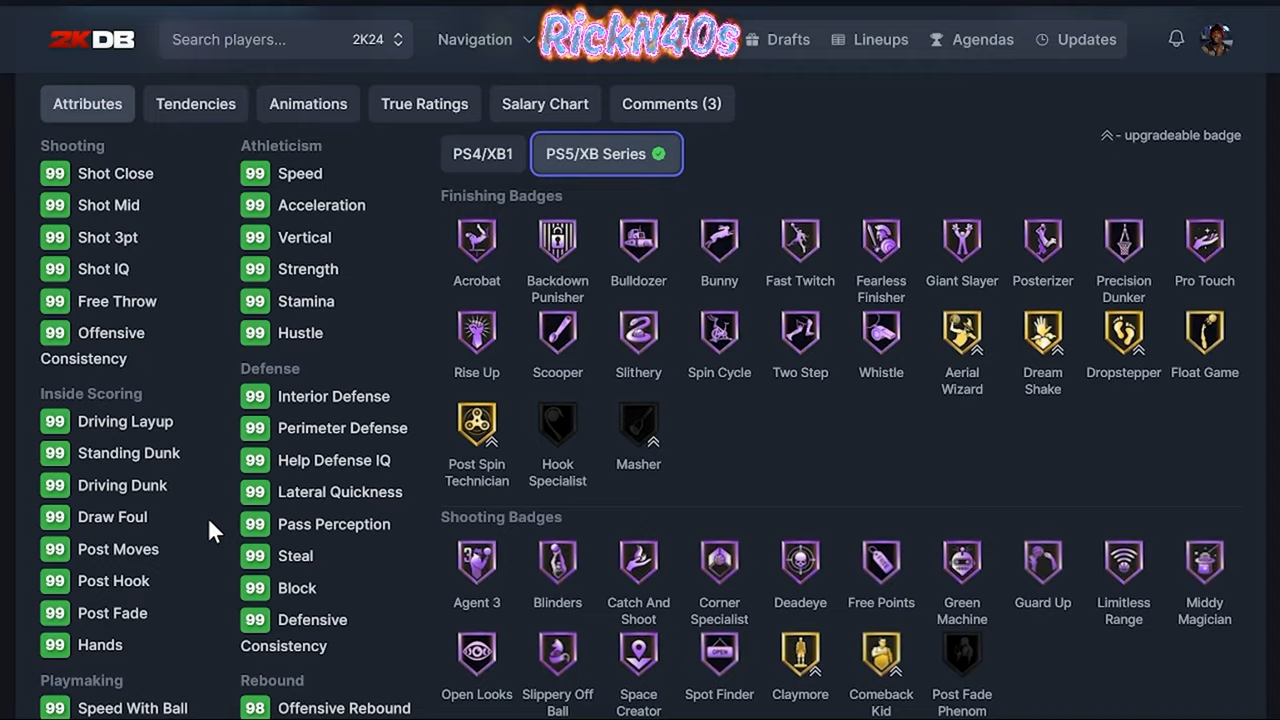 2KDB
Search players...
2K24
Navigation
RickN40s
Drafts
Lineups
Agendas
Updates
Attributes
Tendencies
Animations
True Ratings
Salary Chart
Comments (3)
Shooting
99 Shot Close
99 Shot Mid
99 Shot 3pt
99 Shot IQ
99 Free Throw
99 Offensive
Consistency
Inside Scoring
99 Driving Layup
99 Standing Dunk
99 Driving Dunk
99 Draw Foul
99 Post Moves
99 Post Hook
99 Post Fade
99 Hands
Playmaking
99 Speed With Ball
Athleticism
99 Speed
99 Acceleration
99 Vertical
99 Strength
99 Stamina
99 Hustle
Defense
99 Interior Defense
99 Perimeter Defense
99 Help Defense IQ
99 Lateral Quickness
99 Pass Perception
99 Steal
99 Block
99 Defensive
Consistency
Rebound
98 Offensive Rebound
PS4/XB1
PS5/XB Series
- upgradeable badge
Finishing Badges
Acrobat
Backdown
Punisher
Bulldozer
Bunny
Fast Twitch
Fearless
Finisher
Giant Slayer
Posterizer
Precision
Dunker
Pro Touch
Rise Up
Scooper
Slithery
Spin Cycle
Two Step
Whistle
Aerial
Wizard
Dream
Shake
Dropstepper
Float Game
Post Spin
Technician
Hook
Specialist
Masher
Shooting Badges
3
Agent 3
Blinders
Catch And
Shoot
Corner
Specialist
Deadeye
Free Points
Green
Machine
Guard Up
Limitless
Range
Middy
Magician
Open Looks
Slippery Off
Ball
Space
Creator
OPEN
Spot Finder
Claymore
Comeback
Kid
Post Fade
Phenom